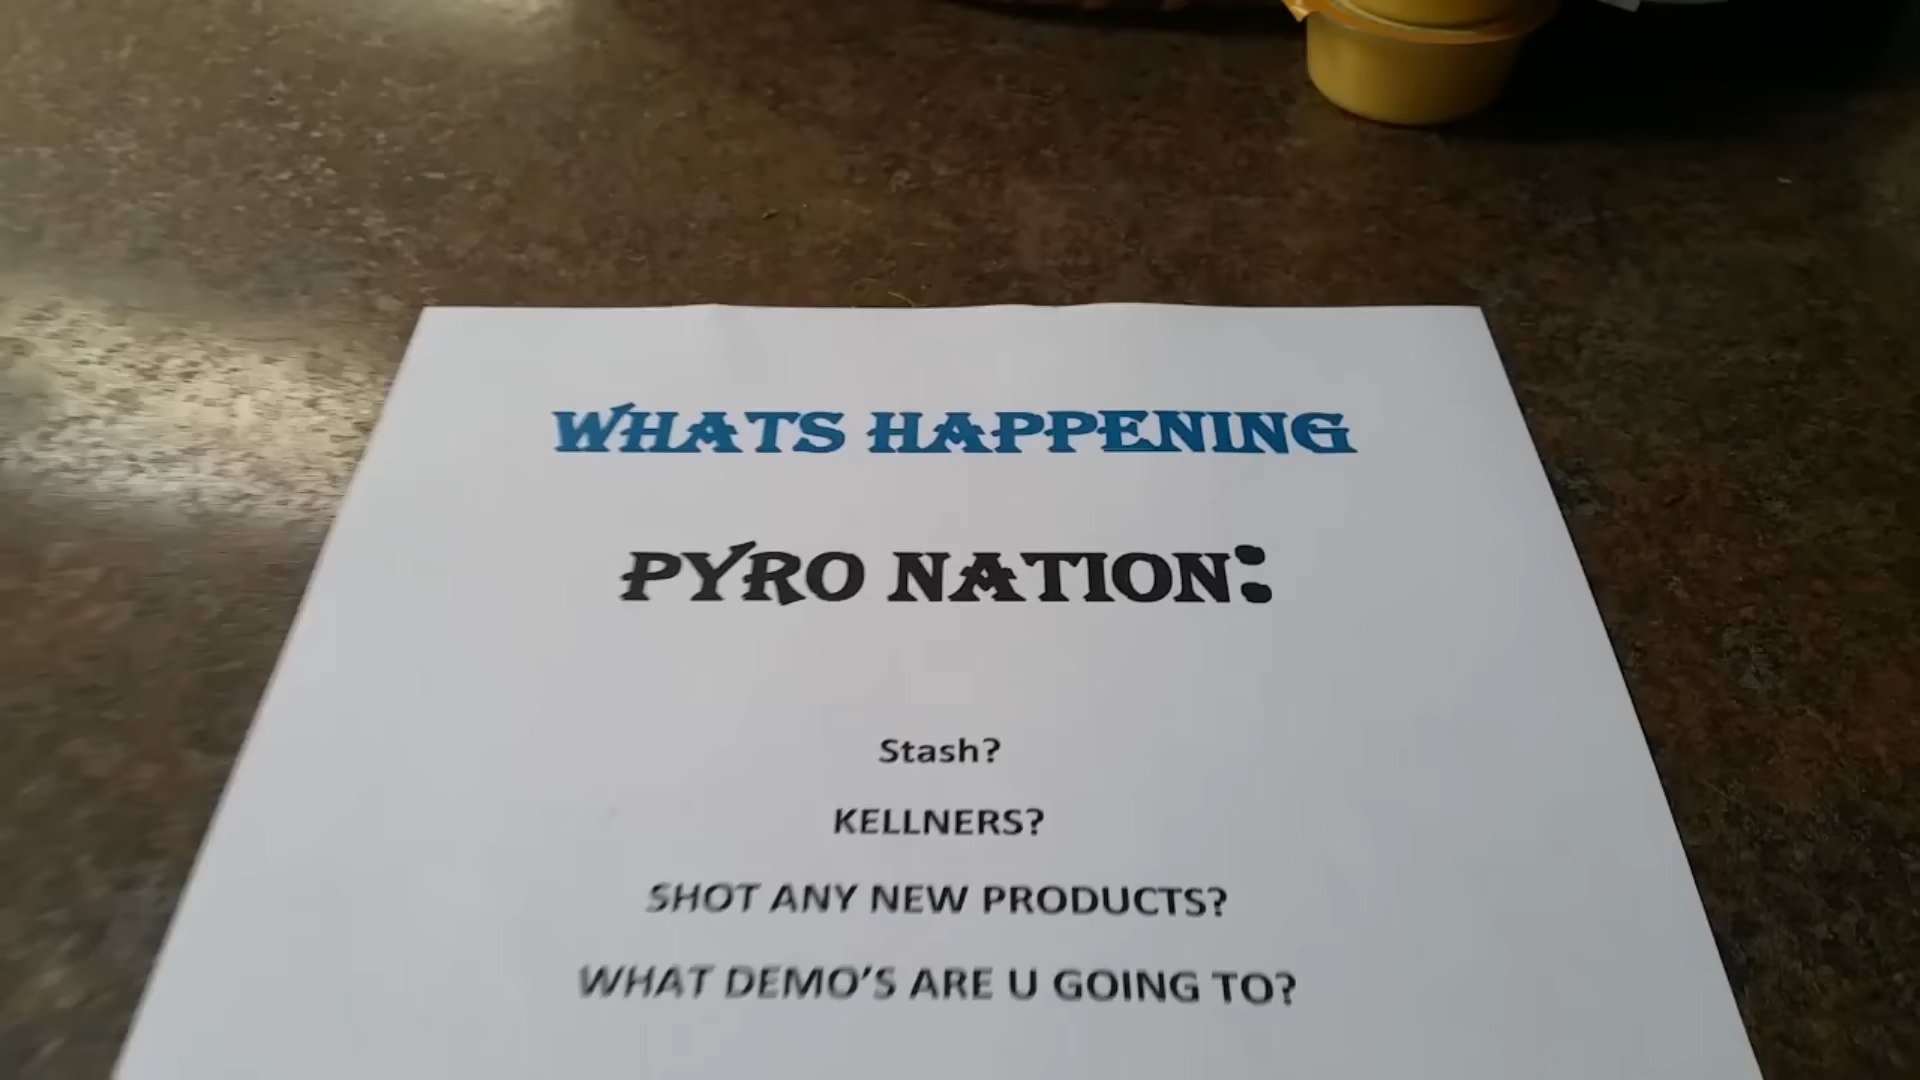 WHATS HAPPENING
PYRO NATION:
Stash?
KELLNERS?
SHOT ANY NEW PRODUCTS?
WHAT DEMO'S ARE U GOING TO?